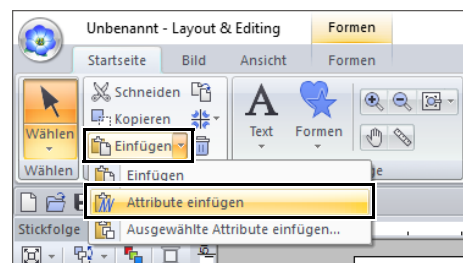 Unbenannt - Layout & Editing Formen
Startseite Bild Ansicht Formen
Schneiden
Kopieren
Wählen
Einfügen
Text Formen
Wählen
Einfügen
Attribute einfügen
Stickfolge
Ausgewählte Attribute einfügen...